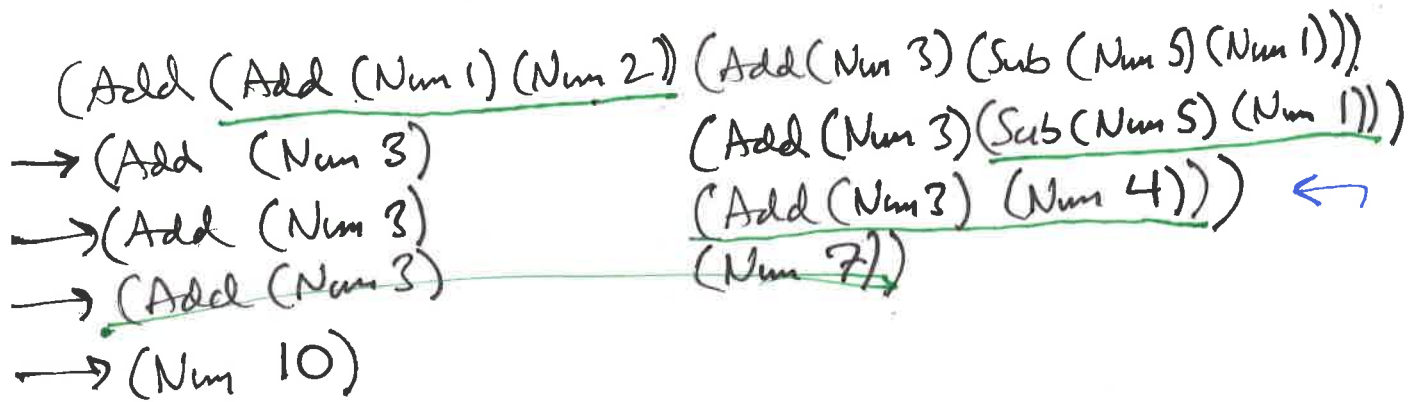 (Add (Add (Num 1) (Num 2)) (Add (Num 3) (Sub (Num 5) (Num 1)))
→ (Add (Num 3) (Add (Num 3) (Sub (Num 5) (Num 1)))
→ (Add (Num 3) (Add (Num 3) (Num 4)))
→ (Add (Num 3) (Num 7))
→ (Num 10)